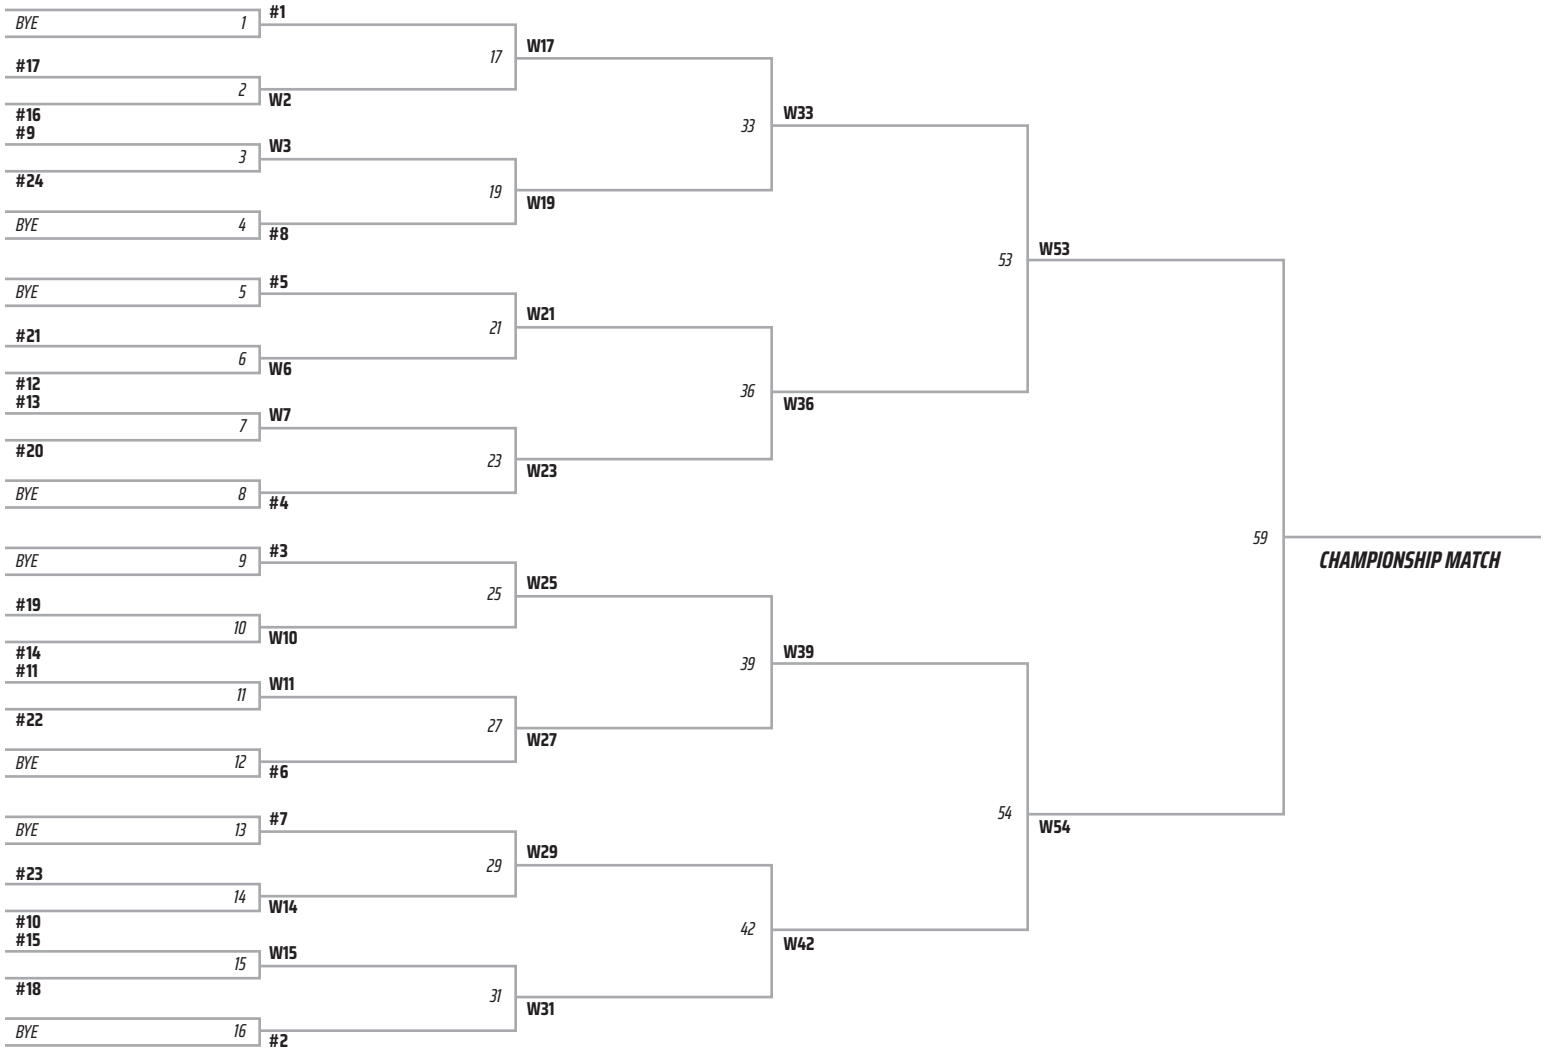 #1
BYE 1
17 W17
#17
2
W2
#16
#9
33 W33
3 W3
#24
19
W19
BYE 4
#8
53 W53
BYE 5 #5
21 W21
#21
6
W6
#12
#13
36
W36
7 W7
#20
23
W23
BYE 8
#4
59
CHAMPIONSHIP MATCH
BYE 9 #3
25 W25
#19
10
W10
#14
#11
39 W39
11 W11
#22
27
W27
BYE 12
#6
54
W54
BYE 13 #7
29 W29
#23
14
W14
#10
#15
42
W42
15 W15
#18
31
W31
BYE 16
#2